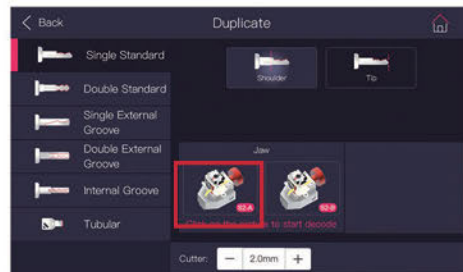 Back
Duplicate
Single Standard
Double Standard
Single External
Groove
Double External
Groove
Internal Groove
Tubular
Shoulder
Tip
Jaw
S2-A
S2-B
Click on the picture to start decode
Cutter:
2.0mm